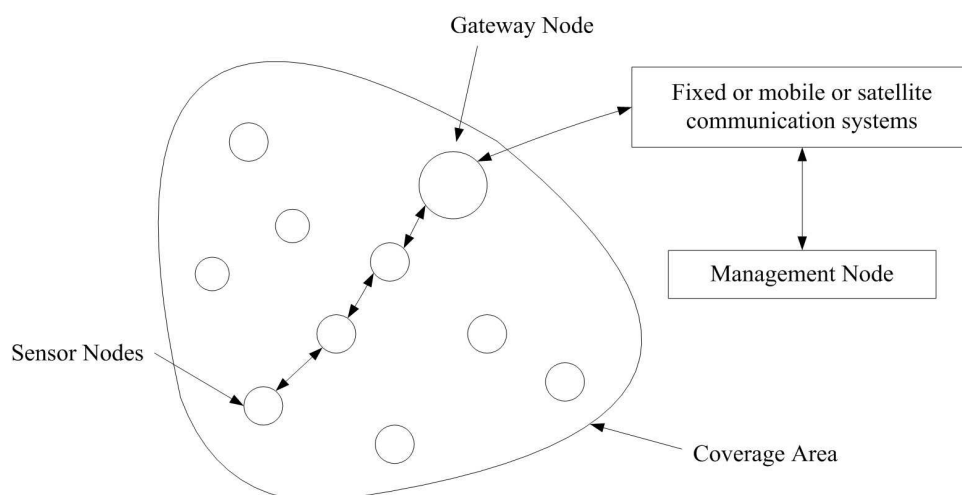 Gateway Node
Fixed or mobile or satellite
communication systems
Management Node
Sensor Nodes
Coverage Area